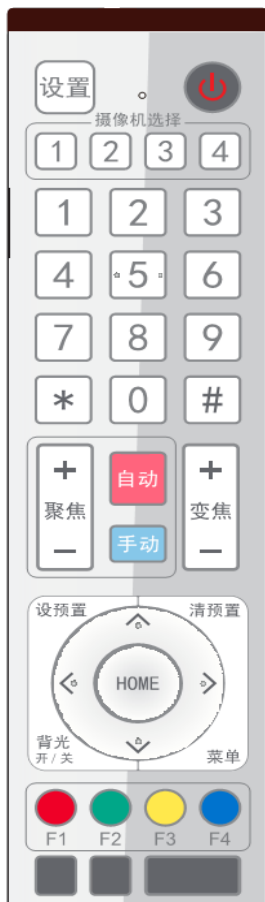 设置
摄像机选择
1 2 3 4
1 2 3
4 5 6
7 8 9
* 0 #
+ 自动 +
聚焦 变焦
- 手动 -
设预置 清预置
HOME
背光 菜单
开/关
F1 F2 F3 F4